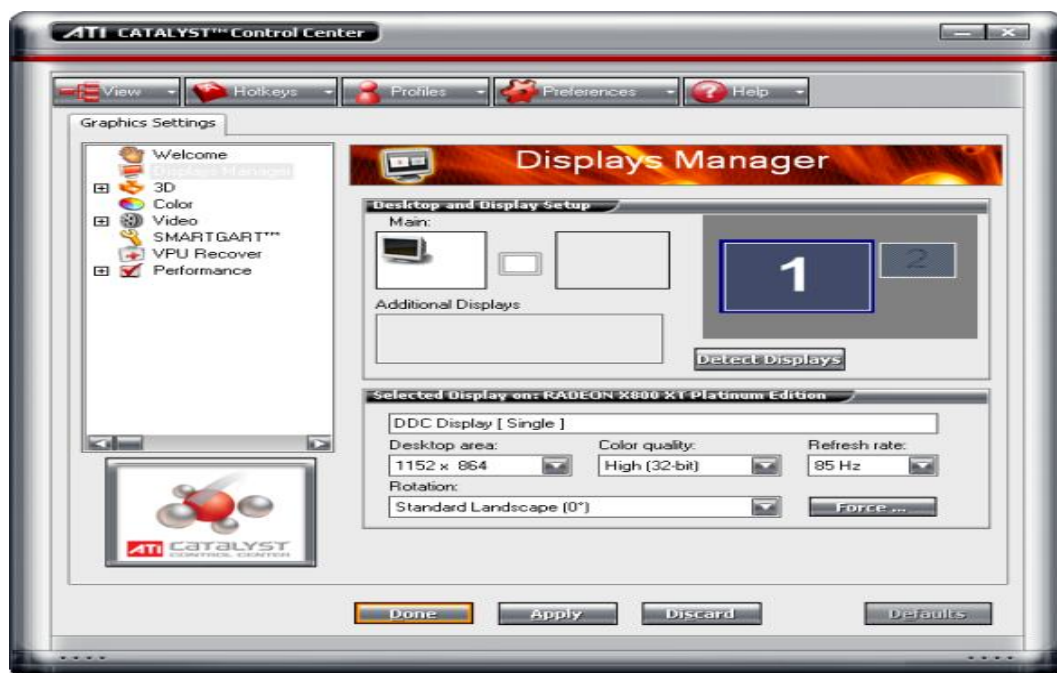 ATI CATALYST™ Control Center
View Hotkeys Profiles Preferences Help
Graphics Settings
Welcome
Displays Manager
3D
Color
Video
SMARTGART™
VPU Recover
Performance
Displays Manager
Desktop and Display Setup
Main:
Additional Displays
1
2
Detect Displays
Selected Display on: RADEON X800 XT Platinum Edition
DDC Display [ Single ]
Desktop area: Color quality: Refresh rate:
1152 x 864 High (32-bit) 85 Hz
Rotation:
Standard Landscape (0°) Force ...
ATI CATALYST
CONTROL CENTER
Done Apply Discard Defaults